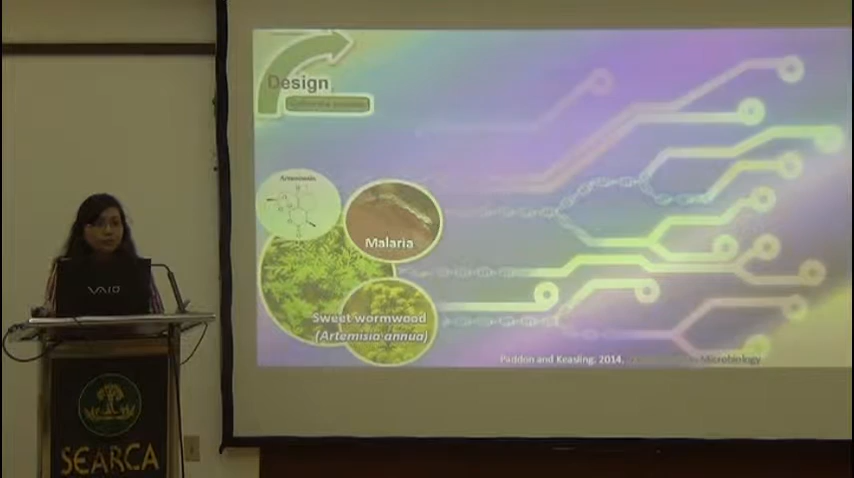 Design
Artemisinin
Malaria
Sweet wormwood
(Artemisia annua)
Paddon and Keasling. 2014, Microbiology
VAIO
SEARCA